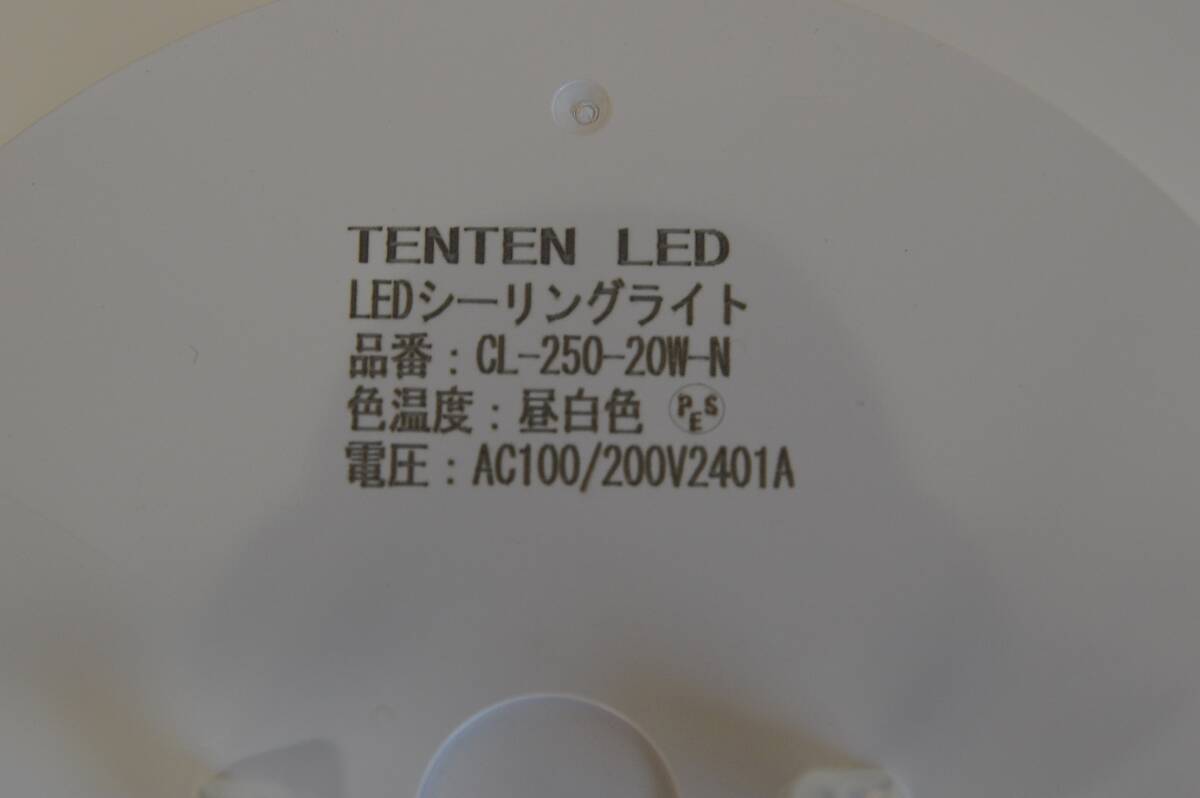 TENTEN LED
LEDシーリングライト
品番：CL-250-20W-N
色温度：昼白色 PSE
電圧：AC100/200V2401A